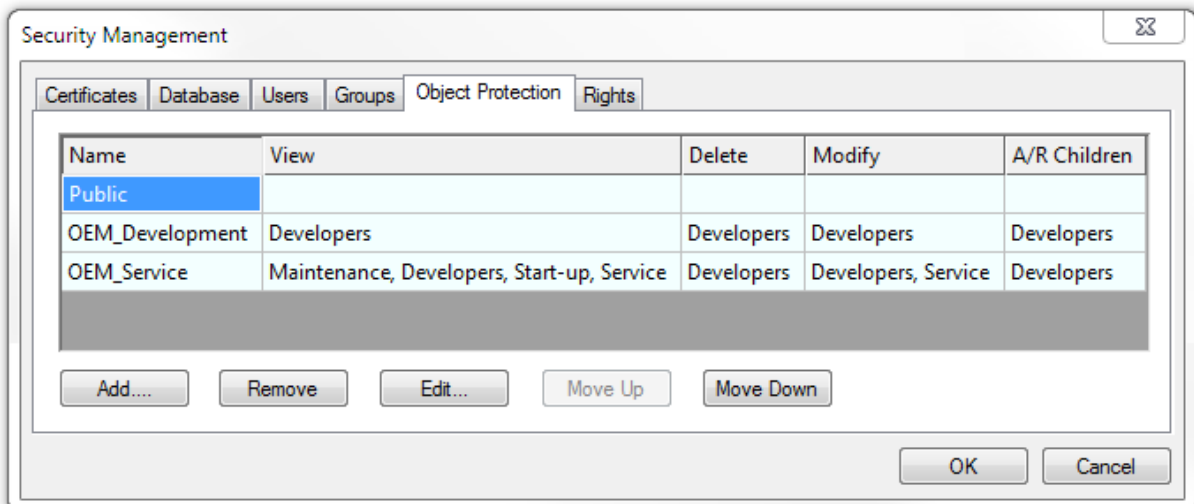 Security Management
Certificates Database Users Groups Object Protection Rights
Name View Delete Modify A/R Children
Public
OEM_Development Developers Developers Developers Developers
OEM_Service Maintenance, Developers, Start-up, Service Developers Developers, Service Developers
Add.... Remove Edit... Move Up Move Down
OK Cancel